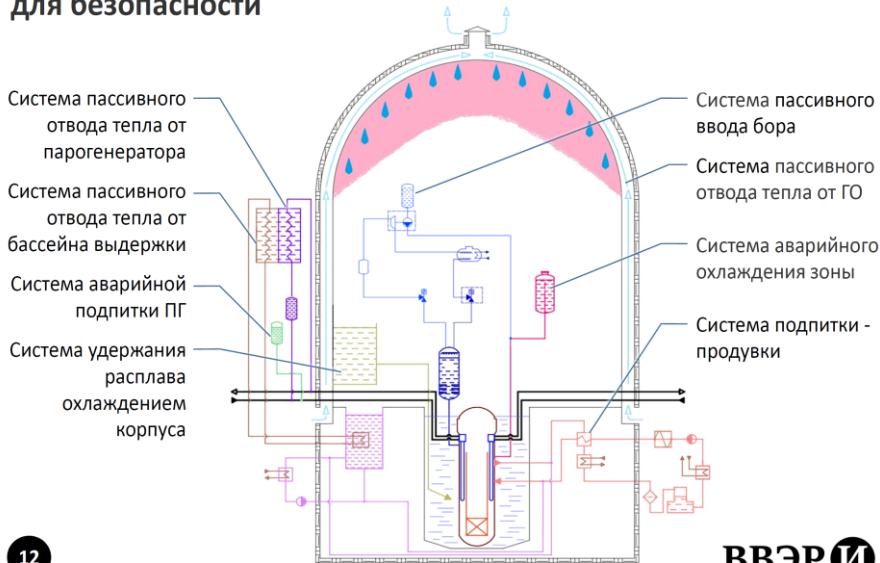 для безопасности
Система пассивного
отвода тепла от
парогенератора
Система пассивного
отвода тепла от
бассейна выдержки
Система аварийной
подпитки ПГ
Система удержания
расплава
охлаждением
корпуса
Система пассивного
ввода бора
Система пассивного
отвода тепла от ГО
Система аварийного
охлаждения зоны
Система подпитки -
продувки
12
ВВЭР И